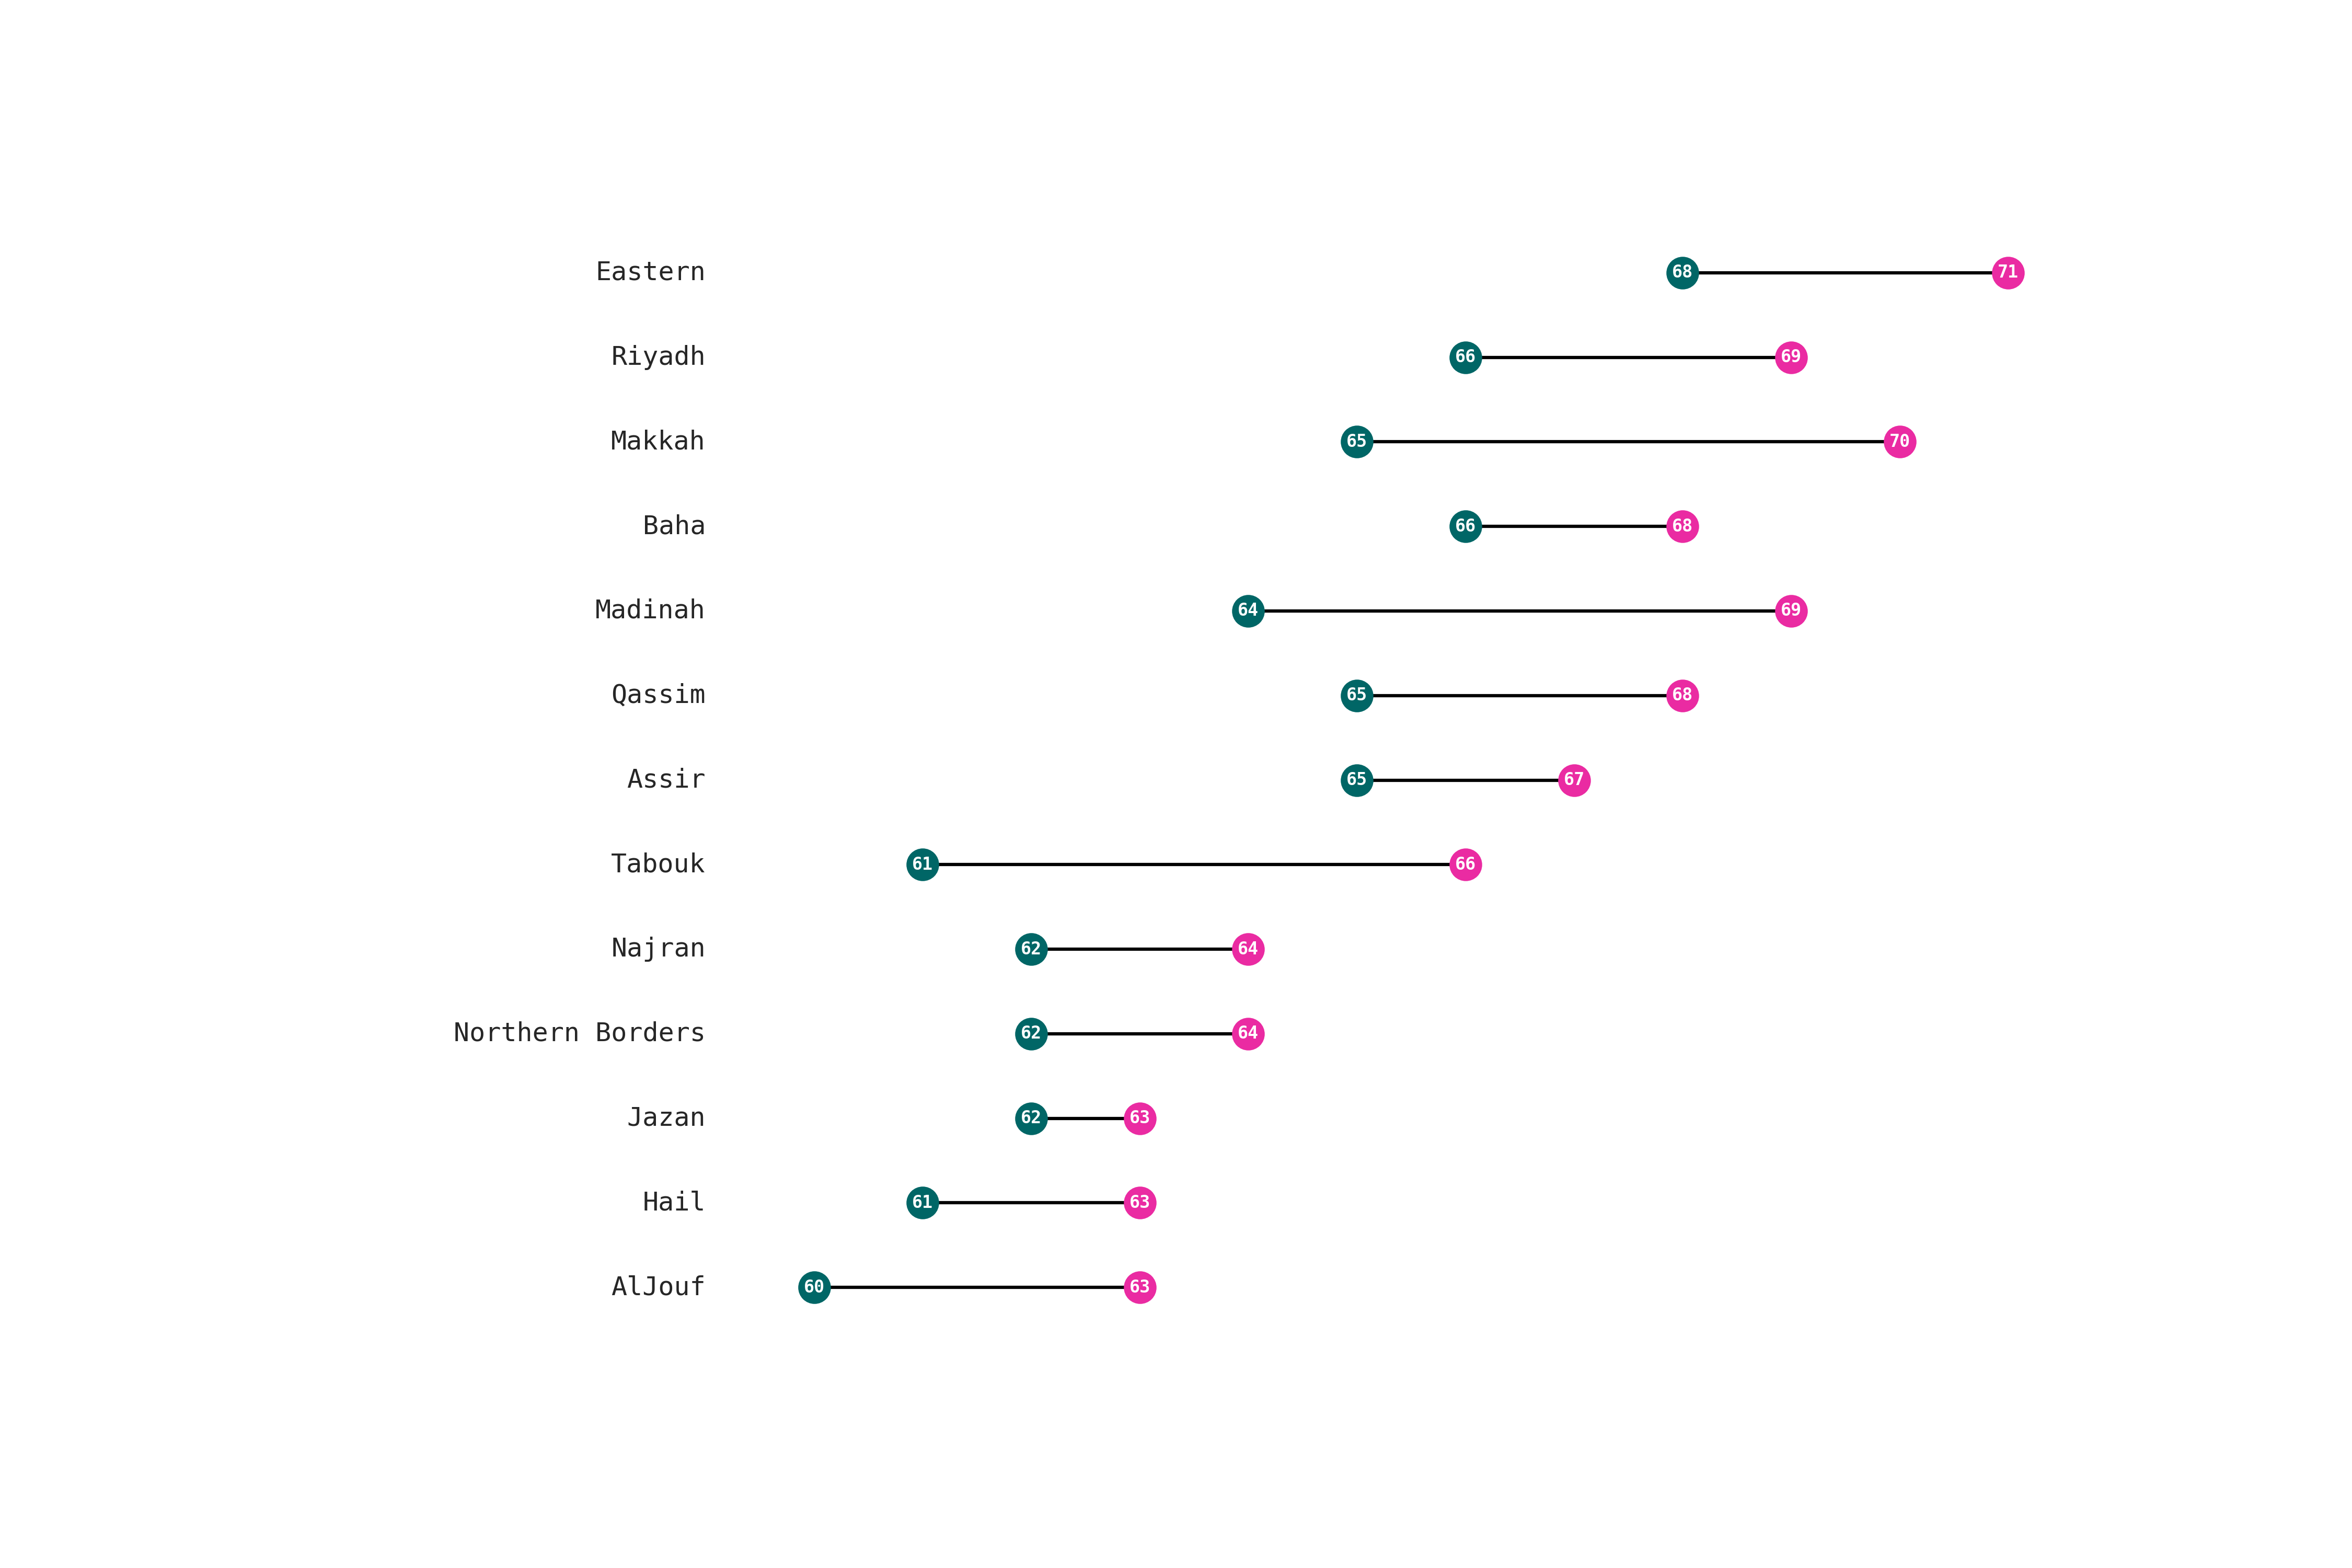 Eastern 68 71
Riyadh 66 69
Makkah 65 70
Baha 66 68
Madinah 64 69
Qassim 65 68
Assir 65 67
Tabouk 61 66
Najran 62 64
Northern Borders 62 64
Jazan 62 63
Hail 61 63
AlJouf 60 63